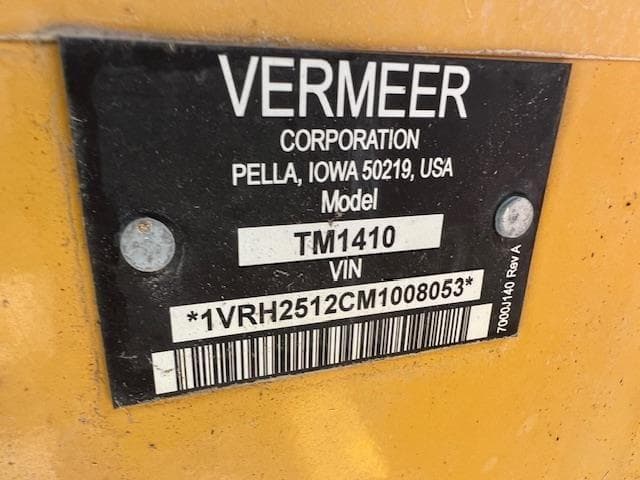 VERMEER
CORPORATION
PELLA, IOWA 50219, USA
Model
TM1410
VIN
*1VRH2512CM1008053*
7000J140 Rev A